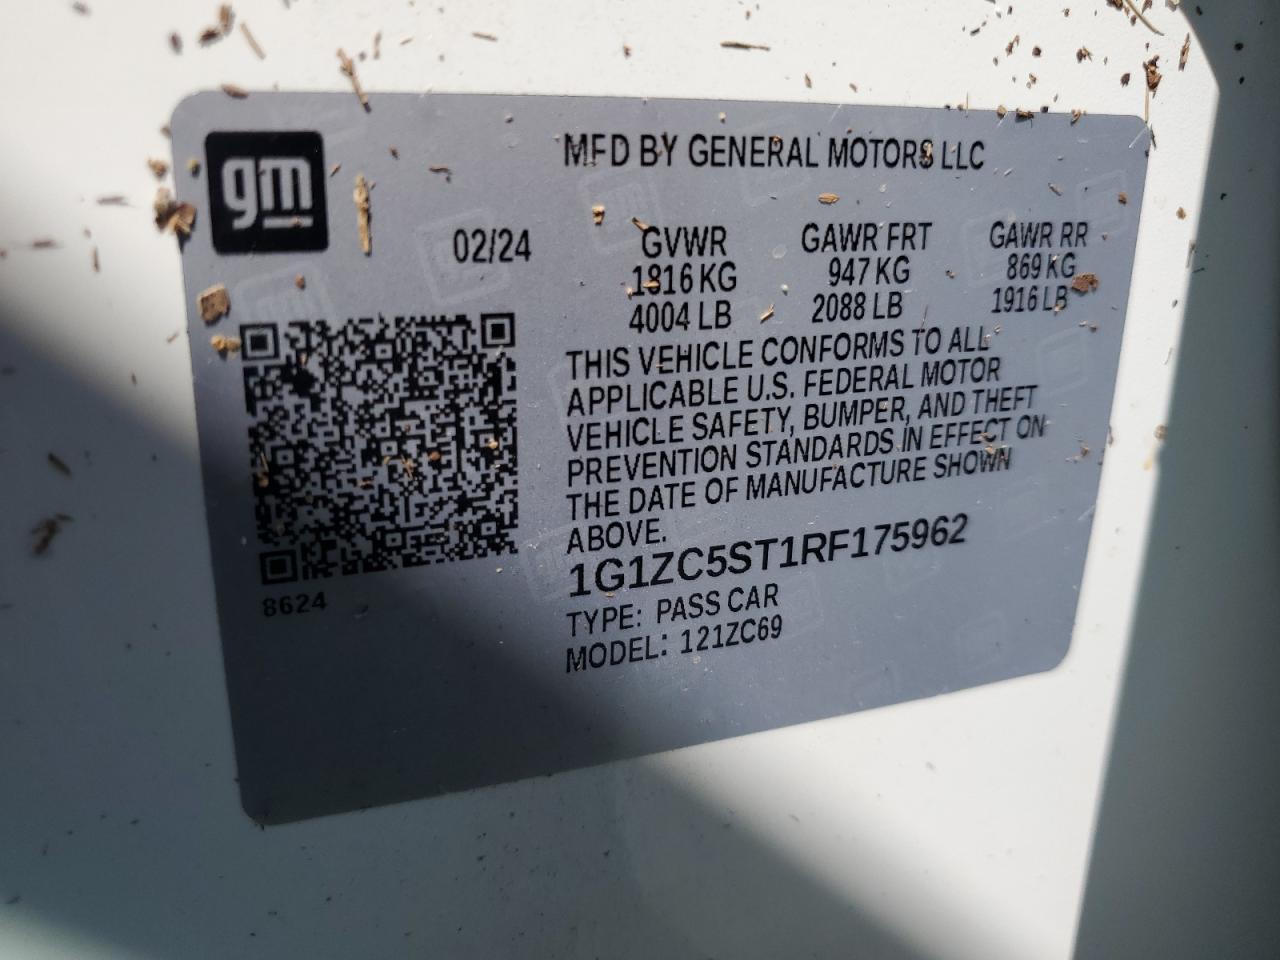 gm
MFD BY GENERAL MOTORS LLC
02/24
GVWR GAWR FRT GAWR RR
1816 KG 947 KG 869 KG
4004 LB 2088 LB 1916 LB
THIS VEHICLE CONFORMS TO ALL
APPLICABLE U.S. FEDERAL MOTOR
VEHICLE SAFETY, BUMPER, AND THEFT
PREVENTION STANDARDS IN EFFECT ON
THE DATE OF MANUFACTURE SHOWN
ABOVE.
1G1ZC5ST1RF175962
TYPE: PASS CAR
MODEL: 121ZC69
8624